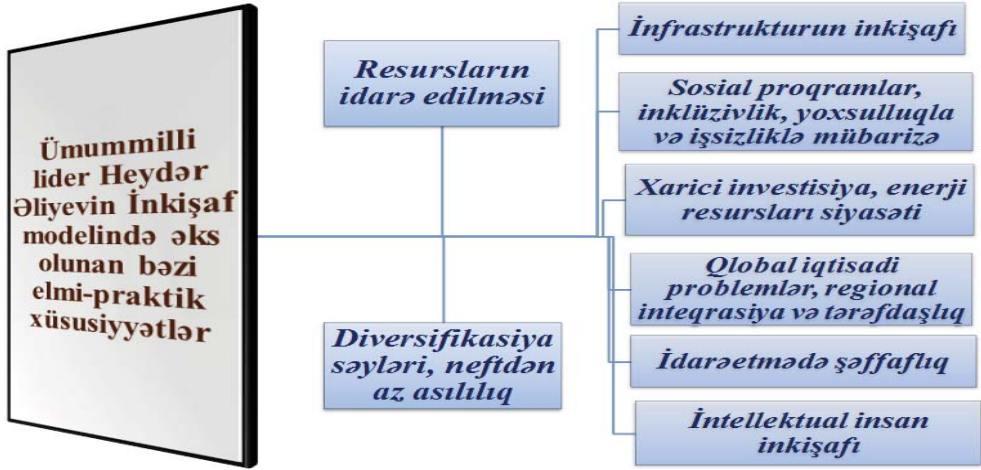 Ümummilli
lider Heydər
Əliyevin İnkişaf
modelində əks
olunan bəzi
elmi-praktik
xüsusiyyətlər
Resursların
idarə edilməsi
Diversifikasiya
səyləri, neftdən
az asılılıq
İnfrastrukturun inkişafı
Sosial proqramlar,
inklüzivlik, yoxsulluqla
və işsizliklə mübarizə
Xarici investisiya, enerji
resursları siyasəti
Qlobal iqtisadi
problemlər, regional
inteqrasiya və tərəfdaşlıq
İdarəetmədə şəffaflıq
İntellektual insan
inkişafı